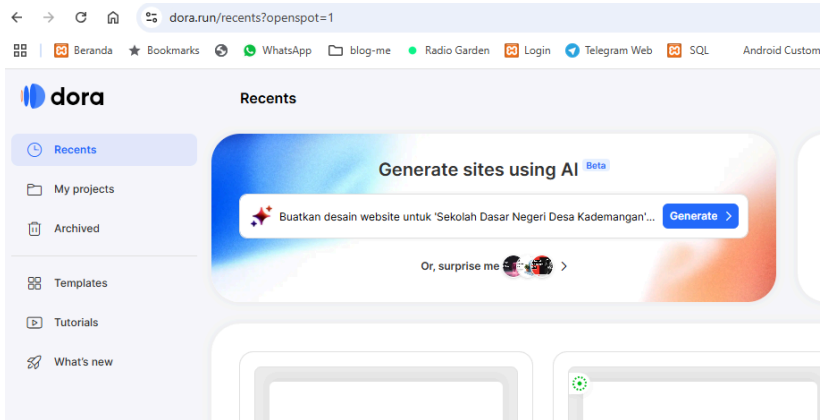 dora.run/recents?openspot=1
Beranda Bookmarks WhatsApp blog-me Radio Garden Login Telegram Web SQL Android Custom
dora
Recents
Recents
My projects
Archived
Templates
Tutorials
What's new
Generate sites using AI Beta
Buatkan desain website untuk 'Sekolah Dasar Negeri Desa Kademangan'... Generate
Or, surprise me